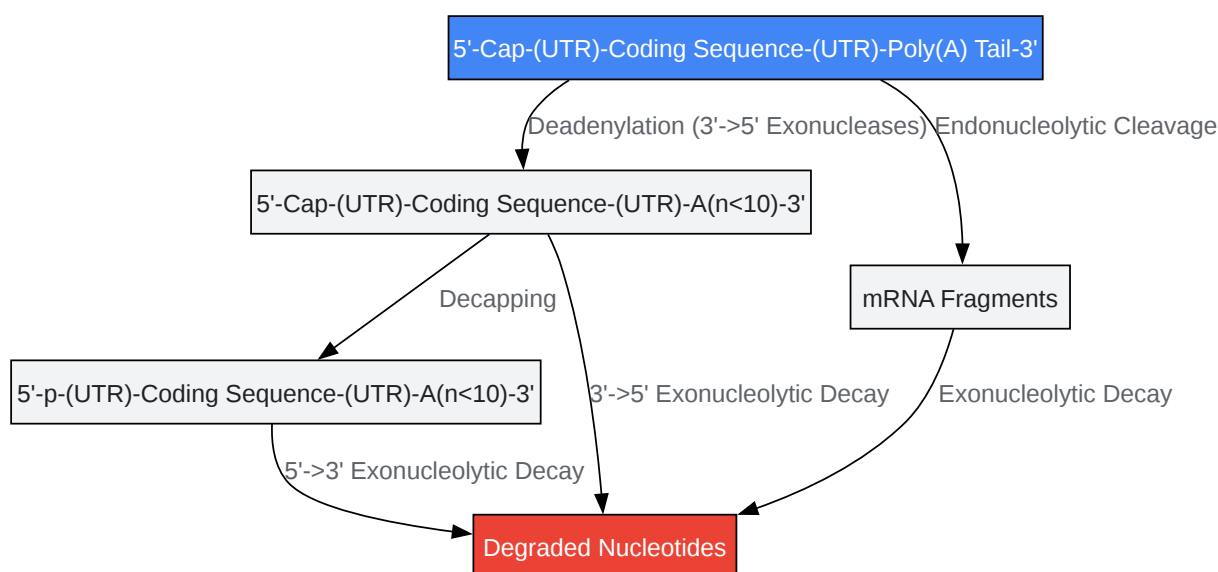 5'-Cap-(UTR)-Coding Sequence-(UTR)-Poly(A) Tail-3'
Deadenylation (3'->5' Exonucleases)
Endonucleolytic Cleavage
5'-Cap-(UTR)-Coding Sequence-(UTR)-A(n<10)-3'
mRNA Fragments
Decapping
5'-p-(UTR)-Coding Sequence-(UTR)-A(n<10)-3'
3'->5' Exonucleolytic Decay
Exonucleolytic Decay
5'->3' Exonucleolytic Decay
Degraded Nucleotides